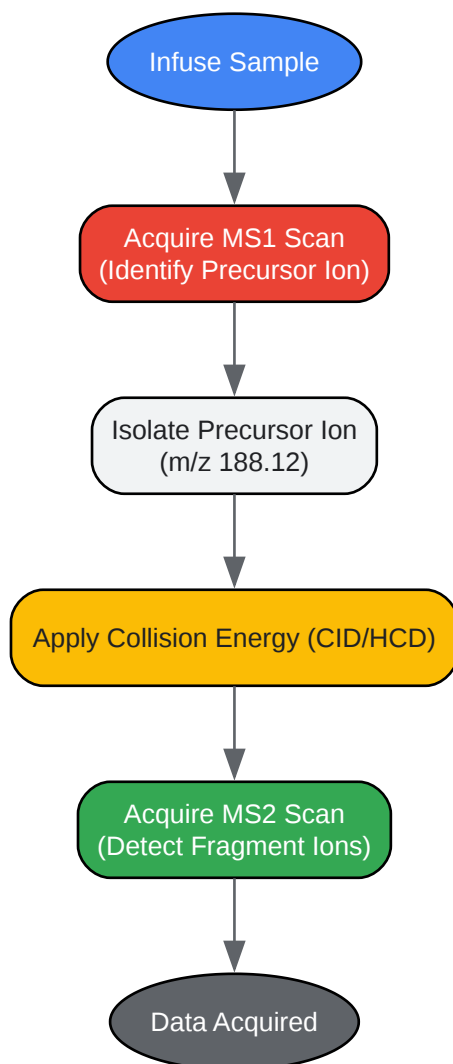 Infuse Sample
Acquire MS1 Scan
(Identify Precursor Ion)
Isolate Precursor Ion
(m/z 188.12)
Apply Collision Energy (CID/HCD)
Acquire MS2 Scan
(Detect Fragment Ions)
Data Acquired